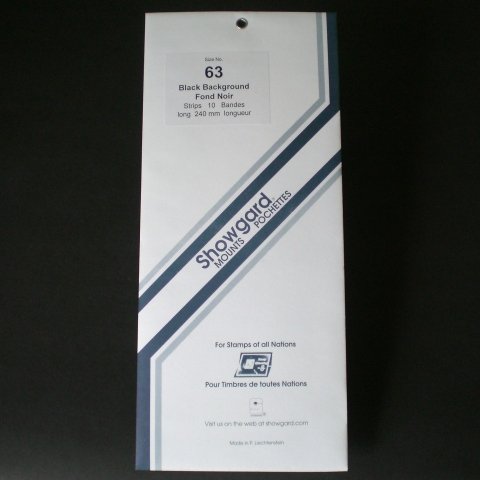 Size No.
63
Black Background
Fond Noir
Strips 10 Bandes
long 240 mm longueur
Showgard
MOUNTS POCHETTES
For Stamps of all Nations
Pour Timbres de toutes Nations
Visit us on the web at showgard.com
Made in P. Liechtenstein